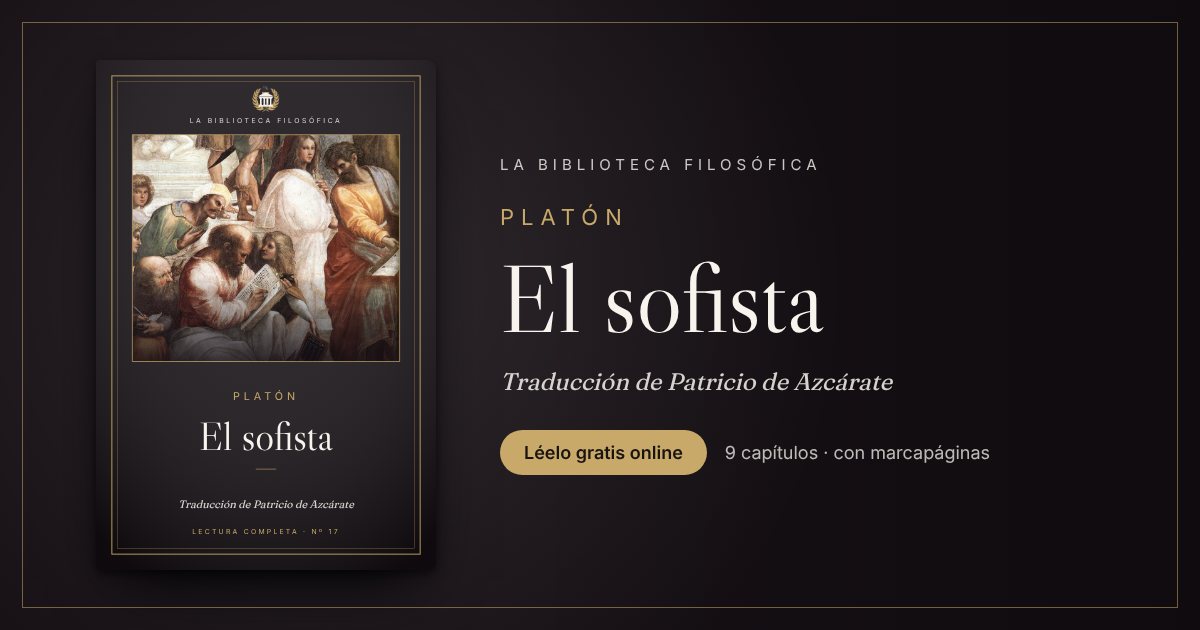 LA BIBLIOTECA FILOSÓFICA
PLATÓN
El sofista
Traducción de Patricio de Azcárate
LECTURA COMPLETA · Nº 17
LA BIBLIOTECA FILOSÓFICA
PLATÓN
El sofista
Traducción de Patricio de Azcárate
Léelo gratis online
9 capítulos · con marcapáginas